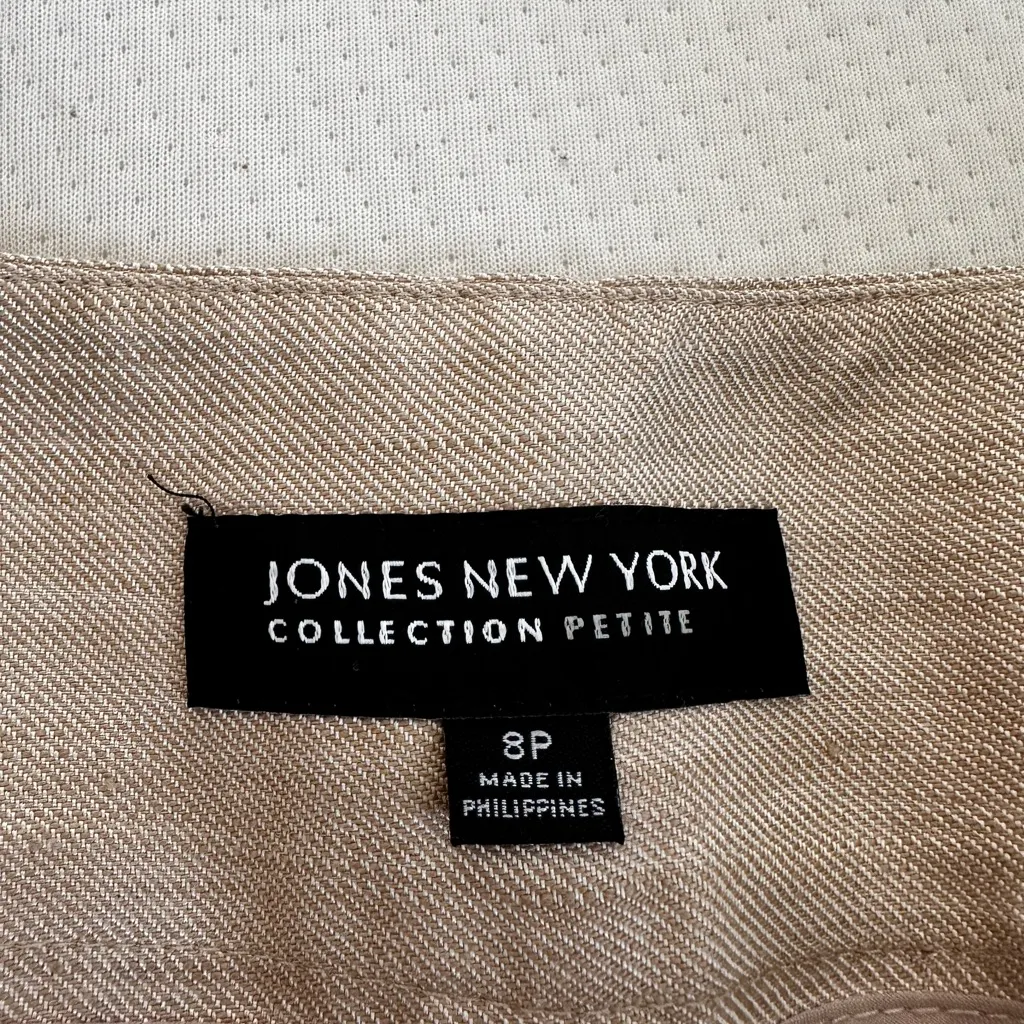 JONES NEW YORK
COLLECTION PETITE
8P
MADE IN
PHILIPPINES